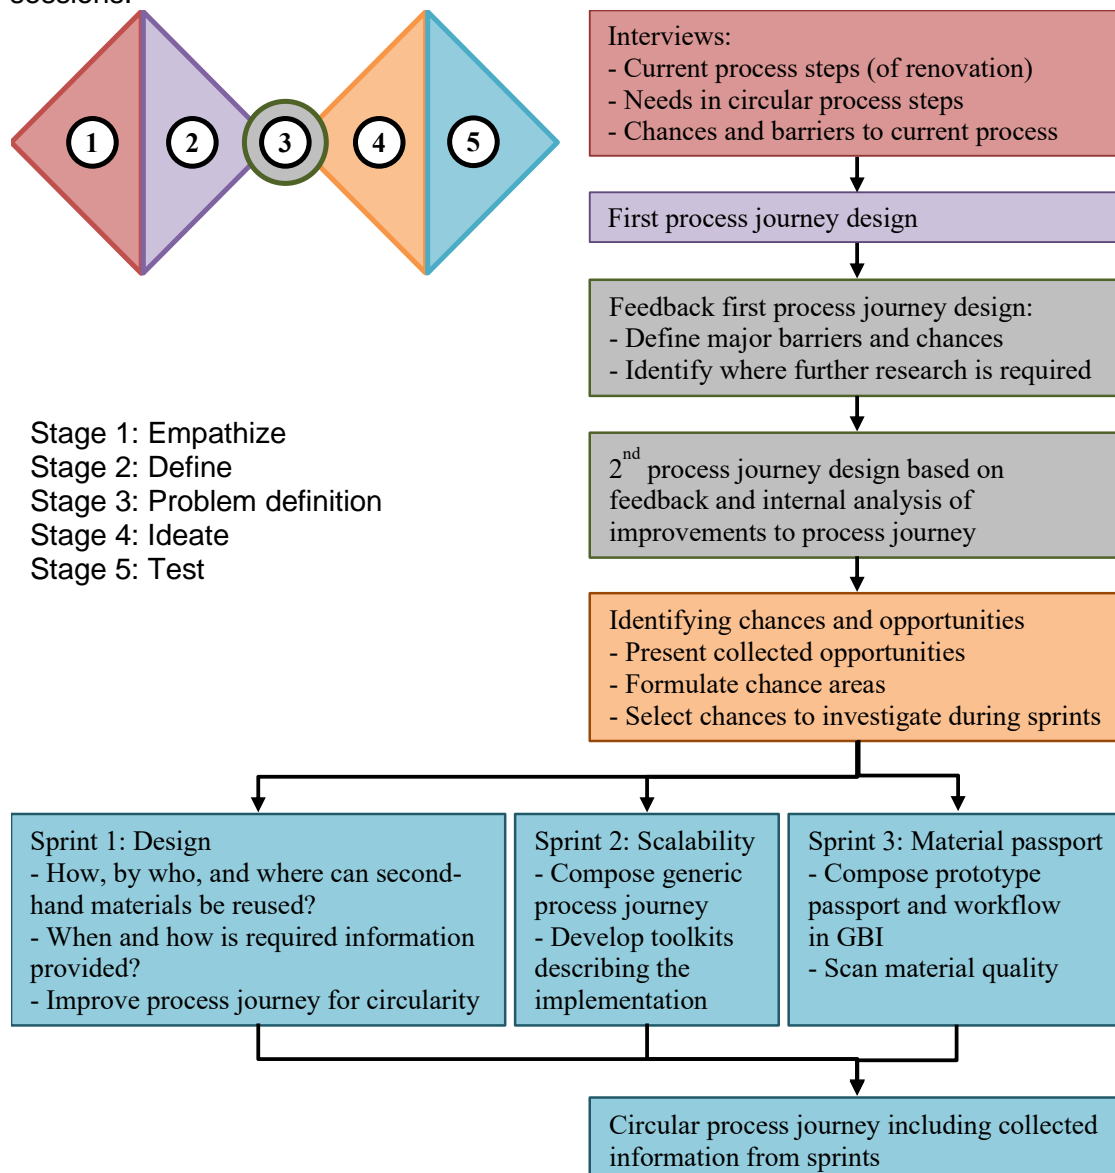 sessions.
1
2
3
4
5
Interviews:
- Current process steps (of renovation)
- Needs in circular process steps
- Chances and barriers to current process
First process journey design
Feedback first process journey design:
- Define major barriers and chances
- Identify where further research is required
Stage 1: Empathize
Stage 2: Define
Stage 3: Problem definition
Stage 4: Ideate
Stage 5: Test
2nd process journey design based on
feedback and internal analysis of
improvements to process journey
Identifying chances and opportunities
- Present collected opportunities
- Formulate chance areas
- Select chances to investigate during sprints
Sprint 1: Design
- How, by who, and where can second-
hand materials be reused?
- When and how is required information
provided?
- Improve process journey for circularity
Sprint 2: Scalability
- Compose generic
process journey
- Develop toolkits
describing the
implementation
Sprint 3: Material passport
- Compose prototype
passport and workflow
in GBI
- Scan material quality
Circular process journey including collected
information from sprints